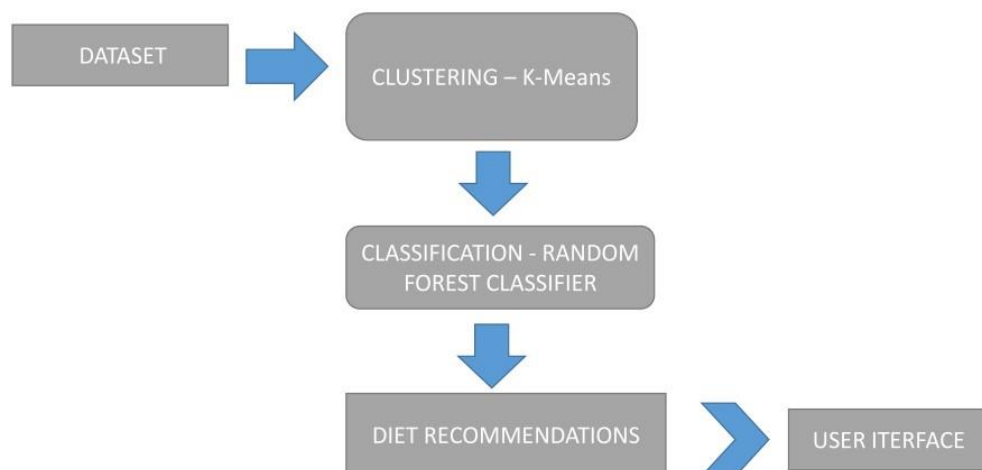 DATASET
CLUSTERING – K-Means
CLASSIFICATION - RANDOM
FOREST CLASSIFIER
DIET RECOMMENDATIONS
USER ITERFACE